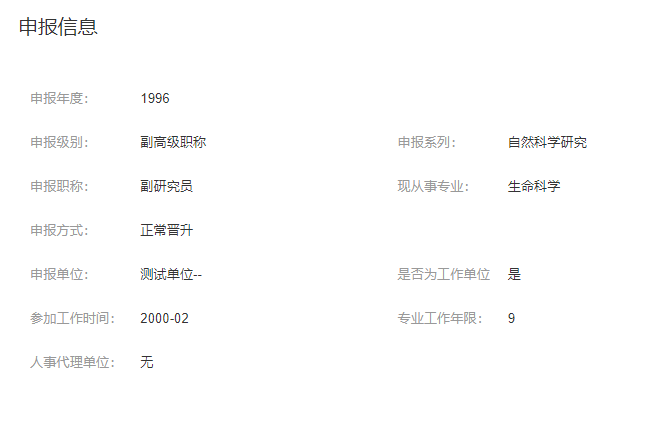 申报信息
申报年度： 1996
申报级别： 副高级职称 申报系列： 自然科学研究
申报职称： 副研究员 现从事专业： 生命科学
申报方式： 正常晋升
申报单位： 测试单位-- 是否为工作单位 是
参加工作时间： 2000-02 专业工作年限： 9
人事代理单位： 无